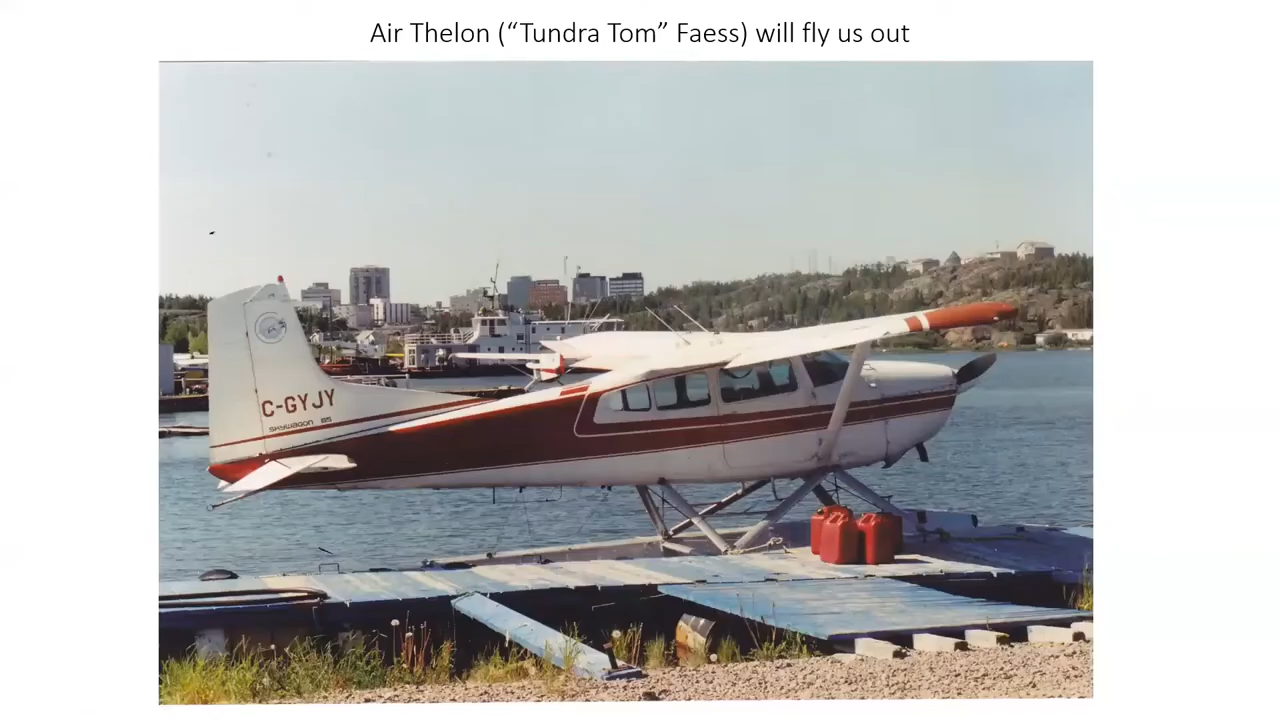 Air Thelon (“Tundra Tom” Faess) will fly us out
C-GYJY
SKYWAGON 185